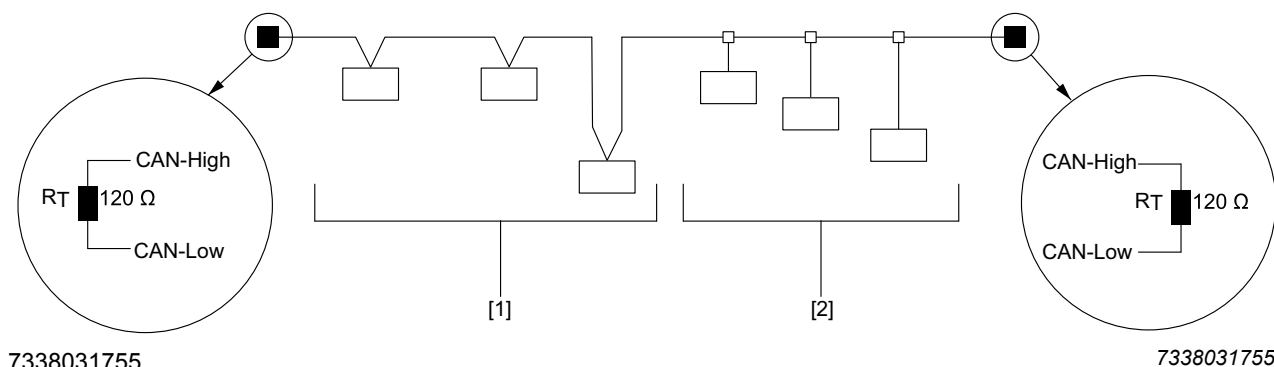 CAN-High
RT 120 Ω
CAN-Low
CAN-High
RT 120 Ω
CAN-Low
[1]
[2]
7338031755
7338031755